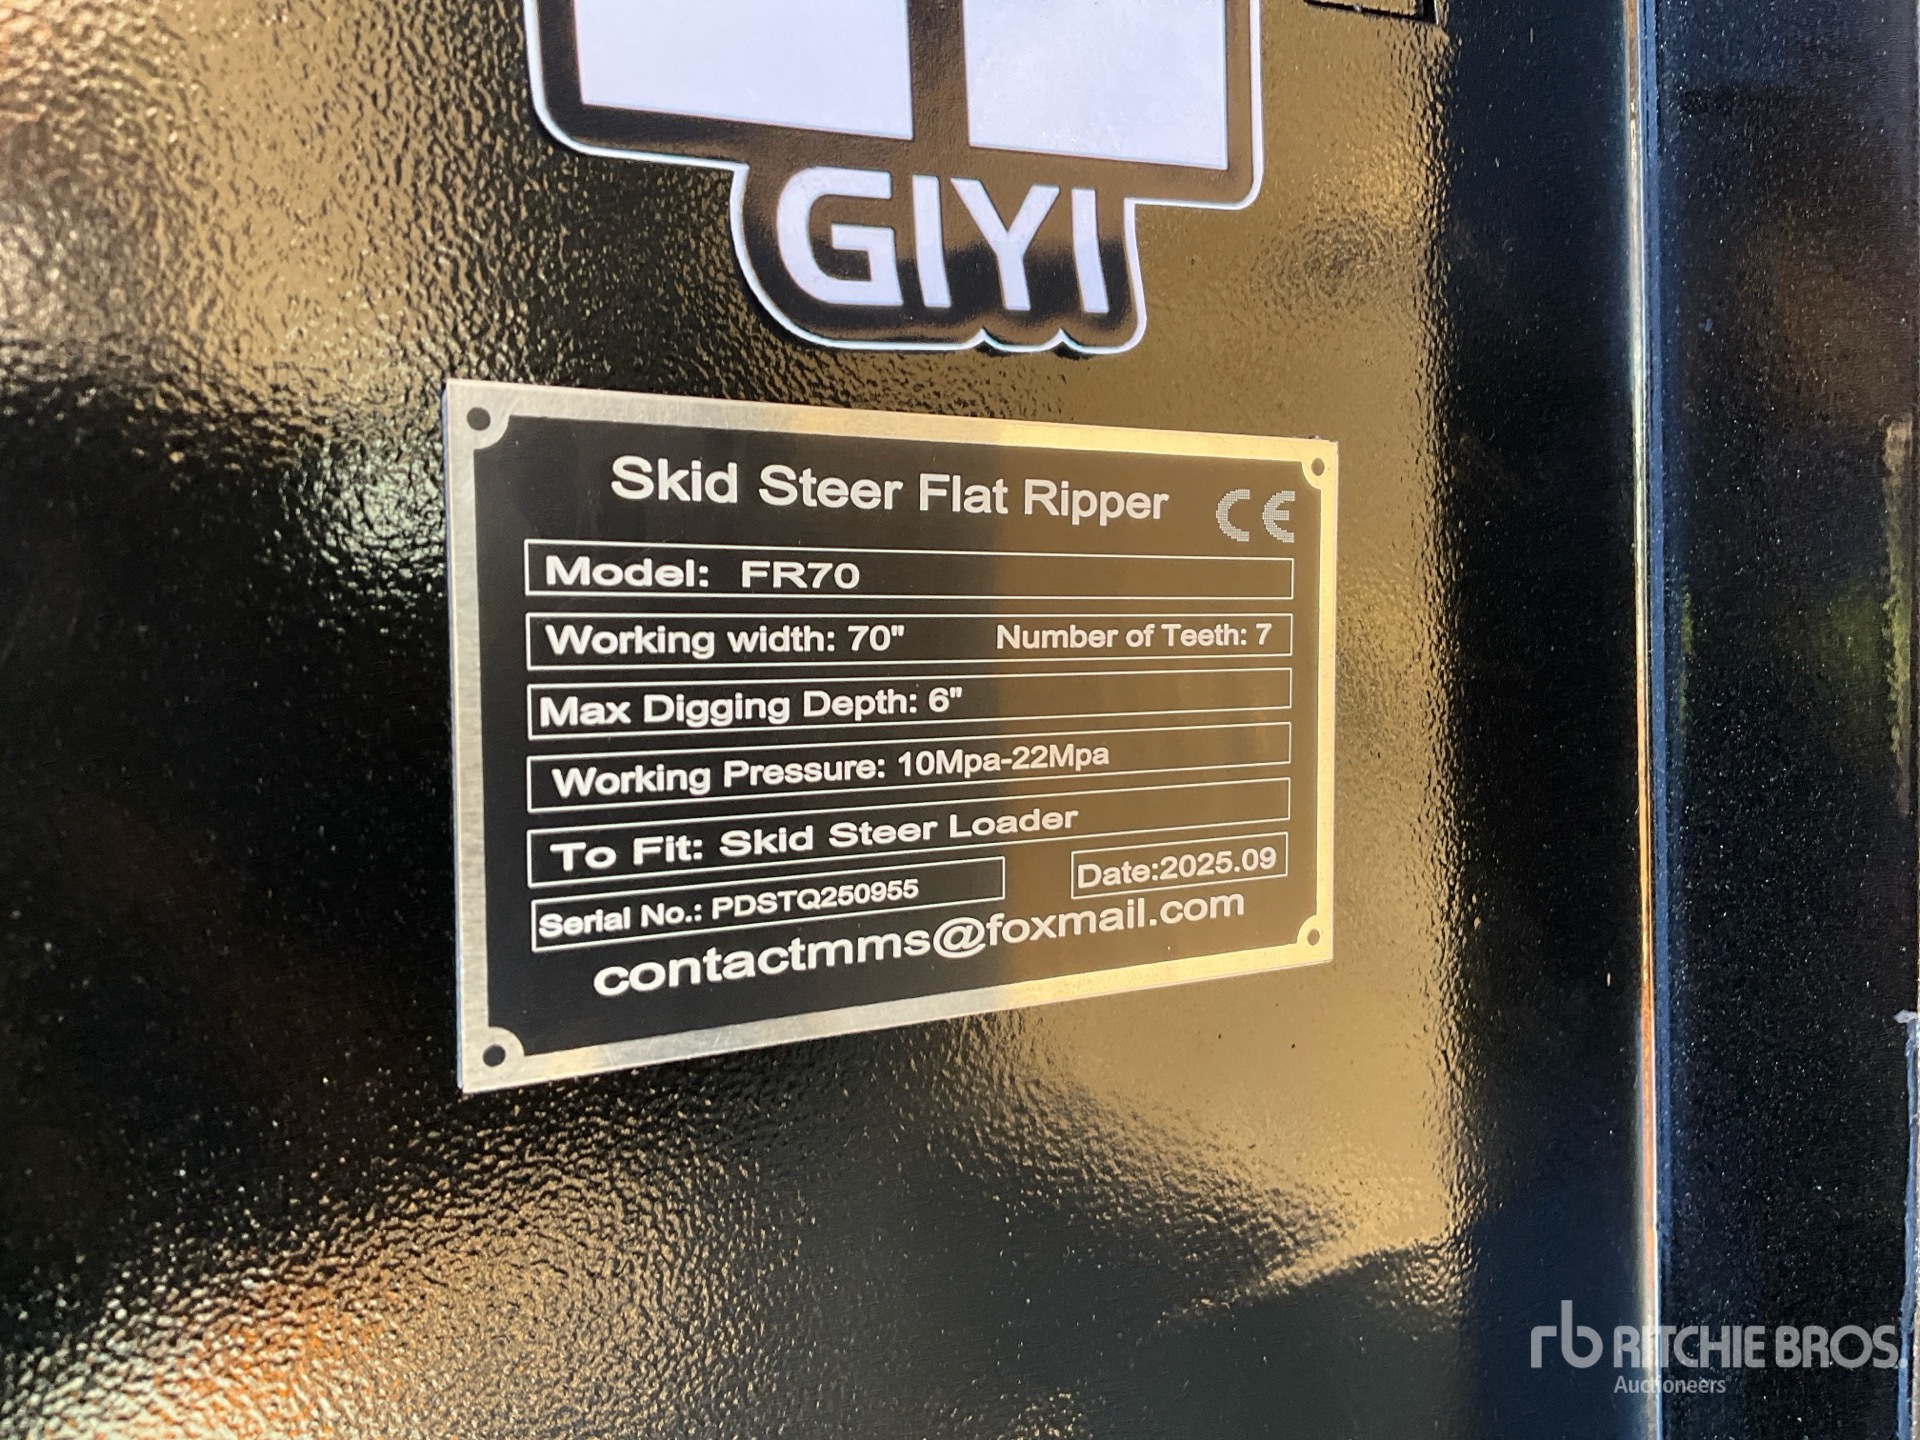 GIYI
Skid Steer Flat Ripper CE
Model: FR70
Working width: 70" Number of Teeth: 7
Max Digging Depth: 6"
Working Pressure: 10Mpa-22Mpa
To Fit: Skid Steer Loader
Serial No.: PDSTQ250955 Date:2025.09
contactmms@foxmail.com
rb RITCHIE BROS.
Auctioneers